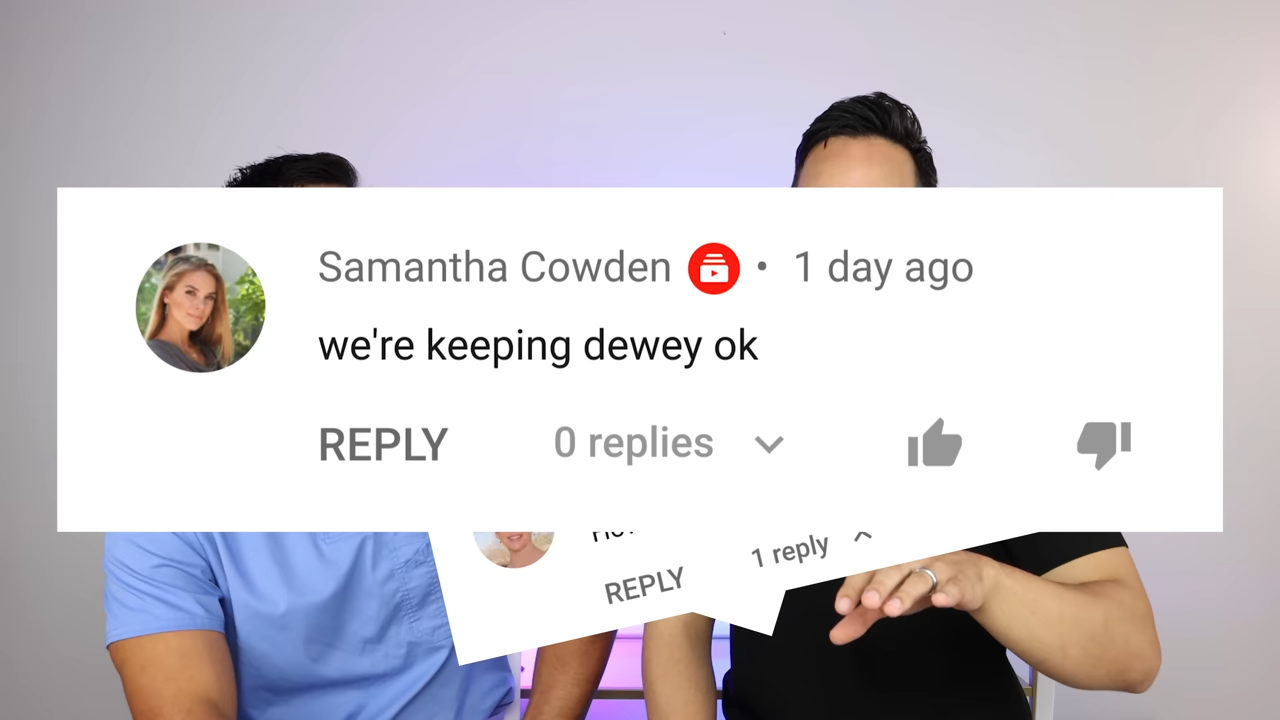 Samantha Cowden • 1 day ago
we're keeping dewey ok
REPLY 0 replies
1 reply
REPLY